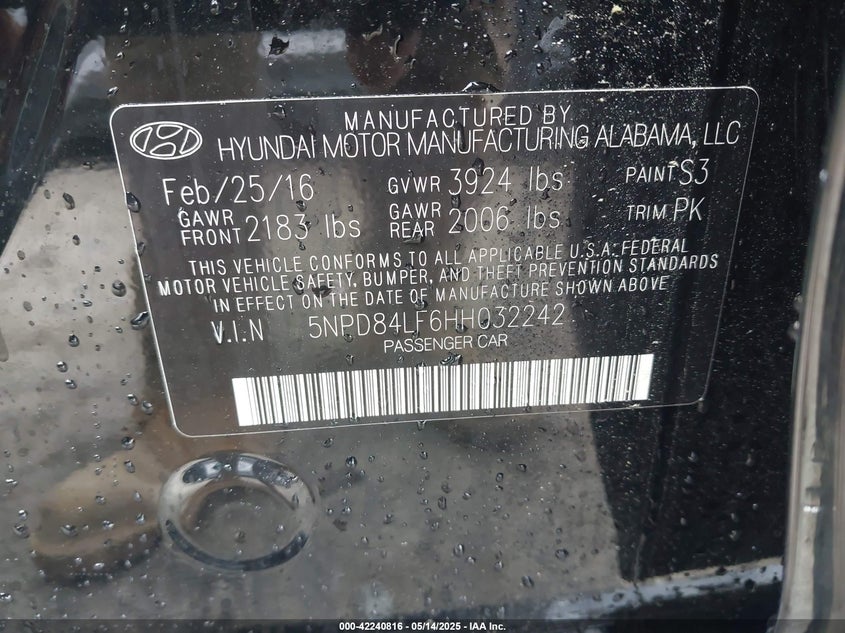 MANUFACTURED BY
HYUNDAI MOTOR MANUFACTURING ALABAMA, LLC
Feb/25/16 GVWR 3924 lbs PAINT S3
GAWR FRONT 2183 lbs GAWR REAR 2006 lbs TRIM PK
THIS VEHICLE CONFORMS TO ALL APPLICABLE U.S.A. FEDERAL
MOTOR VEHICLE SAFETY, BUMPER, AND THEFT PREVENTION STANDARDS
IN EFFECT ON THE DATE OF MANUFACTURE SHOWN ABOVE
V.I.N 5NPD84LF6HH032242
PASSENGER CAR
000-42240816 - 05/14/2025 - IAA Inc.